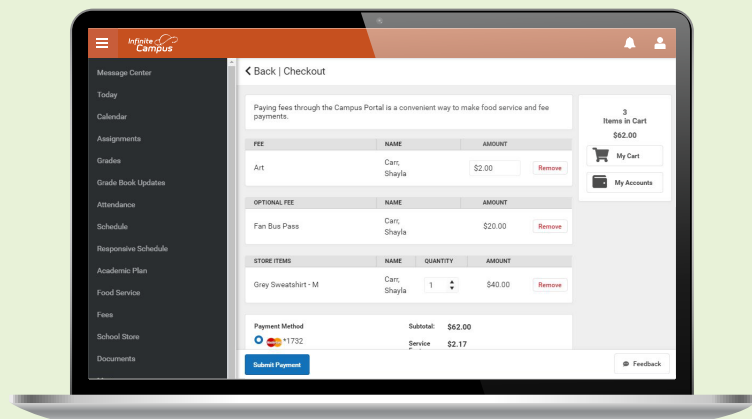 Infinite
Campus
Message Center
Today
Calendar
Assignments
Grades
Grade Book Updates
Attendance
Schedule
Responsive Schedule
Academic Plan
Food Service
Fees
School Store
Documents
Back | Checkout
Paying fees through the Campus Portal is a convenient way to make food service and fee
payments.
FEE NAME AMOUNT
Art Carr, Shayla $2.00 Remove
OPTIONAL FEE NAME AMOUNT
Fan Bus Pass Carr, Shayla $20.00 Remove
STORE ITEMS NAME QUANTITY AMOUNT
Grey Sweatshirt - M Carr, Shayla 1 $40.00 Remove
Payment Method Subtotal: $62.00
*1732 Service $2.17
Submit Payment
Feedback
3
Items in Cart
$62.00
My Cart
My Accounts